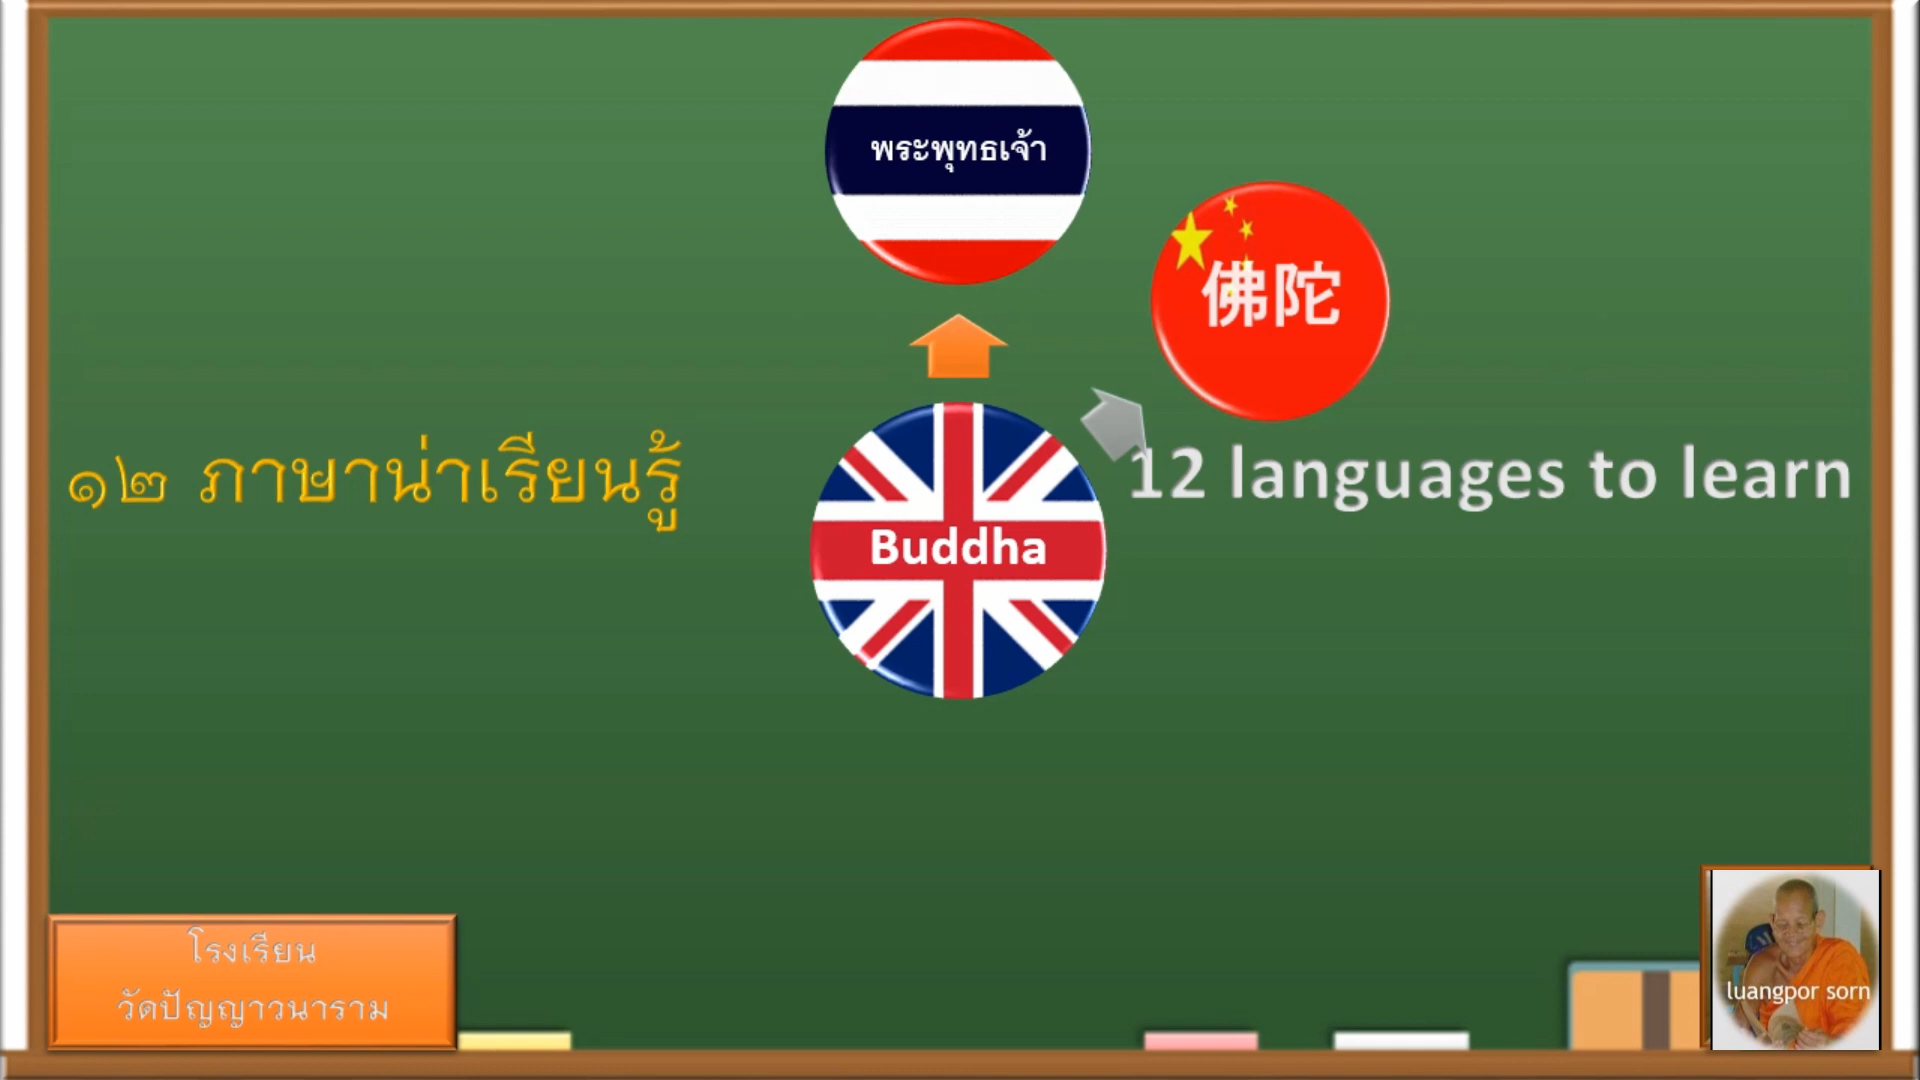 พระพุทธเจ้า
佛陀
๑๒ ภาษาน่าเรียนรู้
12 languages to learn
Buddha
โรงเรียน
วัดปัญญาวนาราม
luangpor sorn